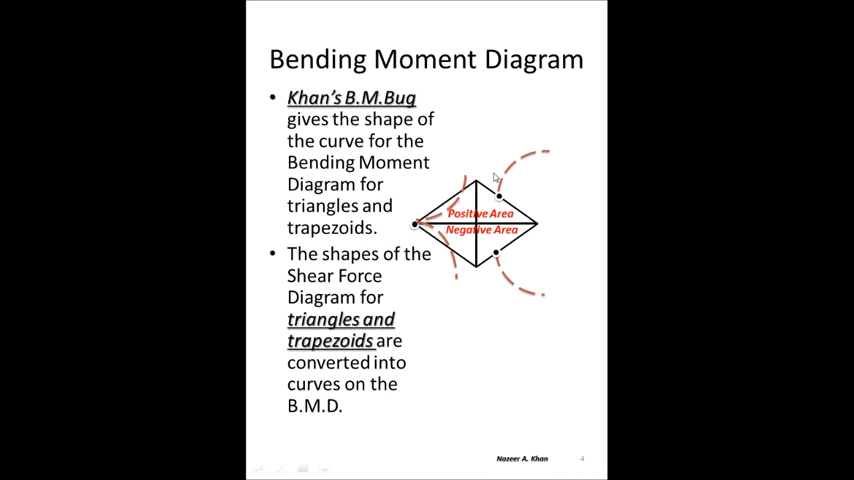 Bending Moment Diagram
• Khan's B.M.Bug
gives the shape of
the curve for the
Bending Moment
Diagram for
triangles and
trapezoids.
• The shapes of the
Shear Force
Diagram for
triangles and
trapezoids are
converted into
curves on the
B.M.D.
Positive Area
Negative Area
Nazeer A. Khan
4